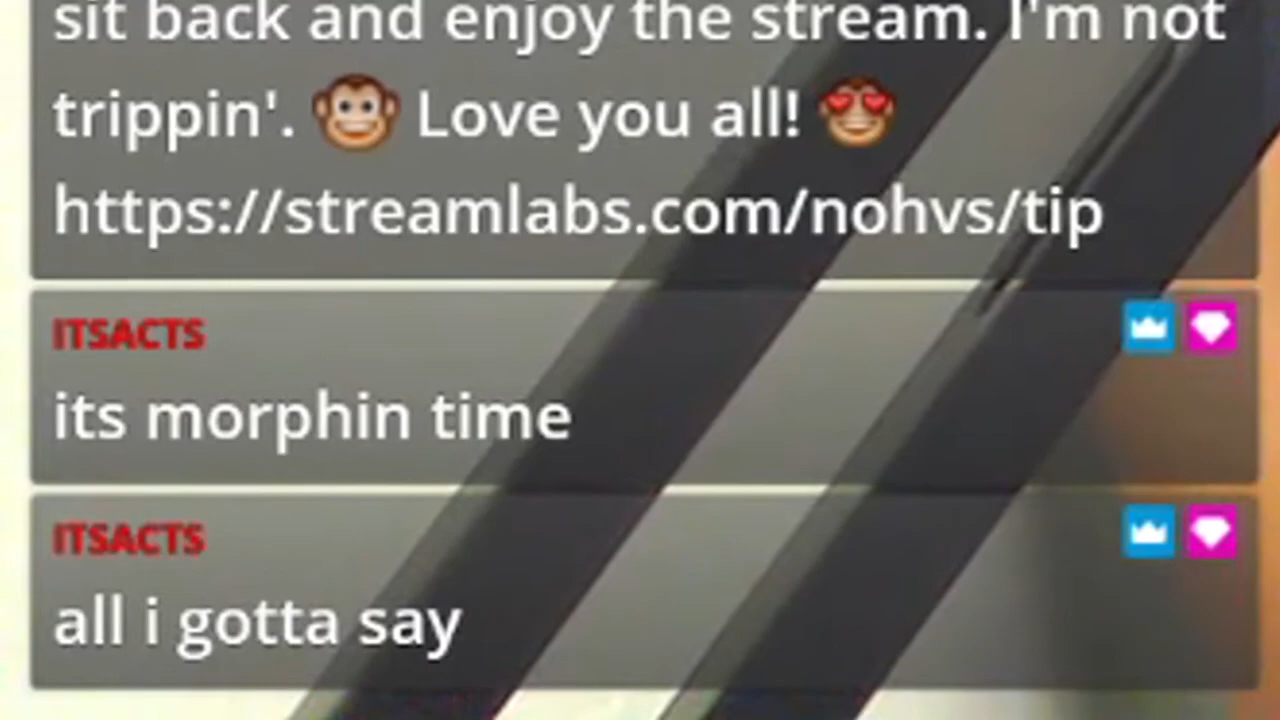 sit back and enjoy the stream. I'm not
trippin'. 🐵 Love you all! 😍
https://streamlabs.com/nohvs/tip
ITSACTS
its morphin time
ITSACTS
all i gotta say